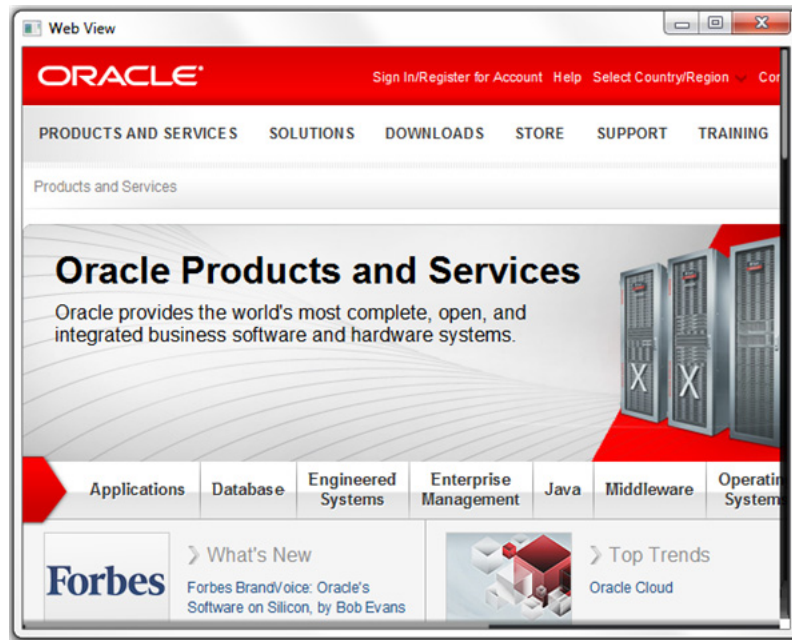 Web View
ORACLE
Sign In/Register for Account Help Select Country/Region
PRODUCTS AND SERVICES SOLUTIONS DOWNLOADS STORE SUPPORT TRAINING
Products and Services
Oracle Products and Services
Oracle provides the world's most complete, open, and
integrated business software and hardware systems.
Applications Database Engineered Systems Enterprise Management Java Middleware
X X
Forbes
What's New
Forbes BrandVoice: Oracle's
Software on Silicon, by Bob Evans
Top Trends
Oracle Cloud